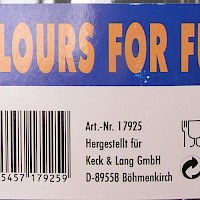 LOURS FOR FU
Art.-Nr. 17925
Hergestellt für
Keck & Lang GmbH
D-89558 Böhmenkirch
5457 179259